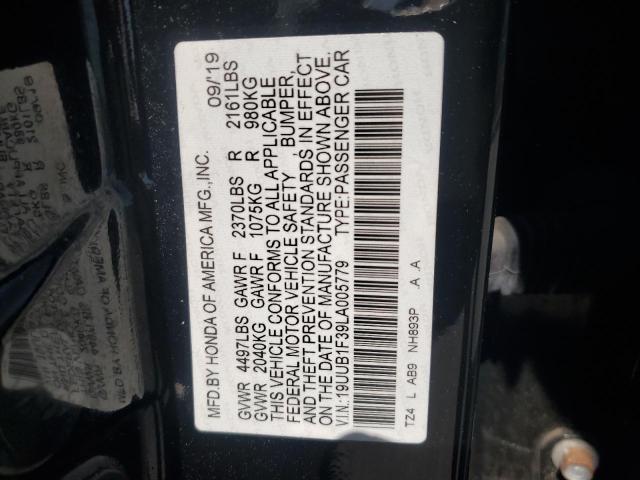 MFD.BY HONDA OF AMERICA MFG.,INC. 09/'19
GVWR 4497LBS GAWR F 2370LBS R 2161LBS
GVWR 2040KG GAWR F 1075KG R 980KG
THIS VEHICLE CONFORMS TO ALL APPLICABLE
FEDERAL MOTOR VEHICLE SAFETY , BUMPER,
AND THEFT PREVENTION STANDARDS IN EFFECT
ON THE DATE OF MANUFACTURE SHOWN ABOVE.
V.I.N.:19UUB1F39LA005779 TYPE:PASSENGER CAR
TZ4 L AB9 NH893P A A